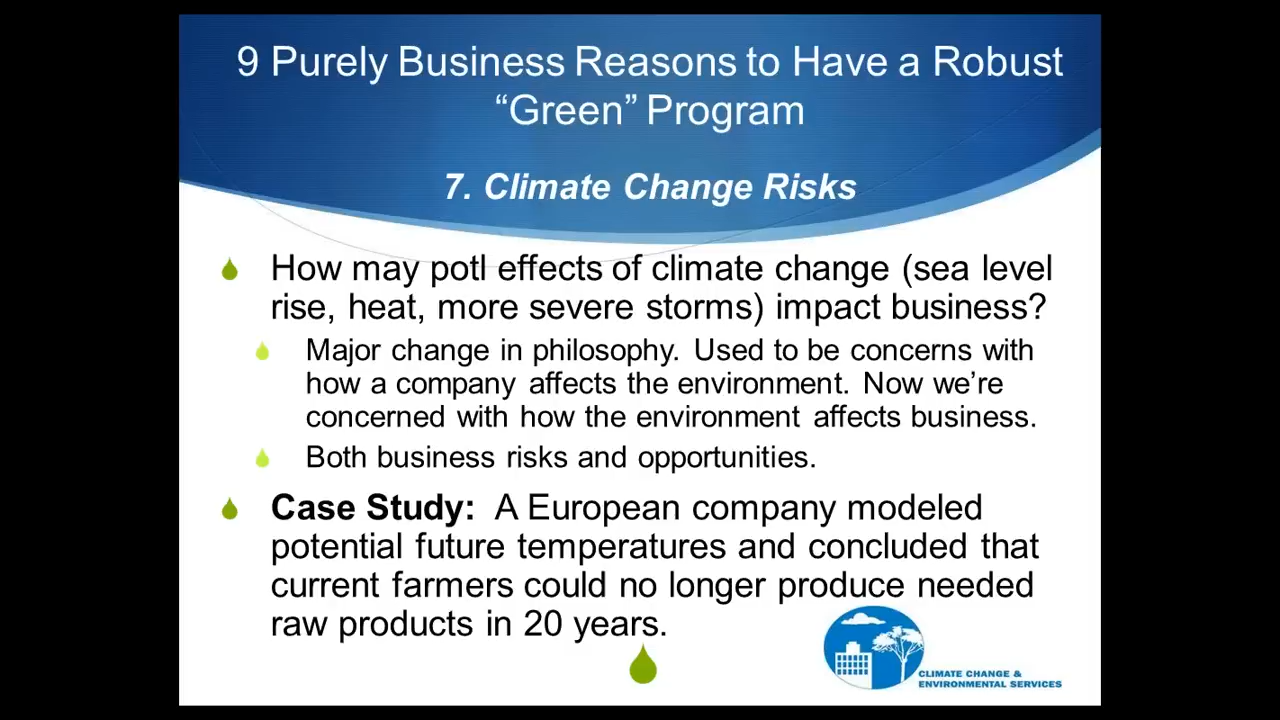 9 Purely Business Reasons to Have a Robust
“Green” Program
7. Climate Change Risks
How may potl effects of climate change (sea level
rise, heat, more severe storms) impact business?
Major change in philosophy. Used to be concerns with
how a company affects the environment. Now we’re
concerned with how the environment affects business.
Both business risks and opportunities.
Case Study: A European company modeled
potential future temperatures and concluded that
current farmers could no longer produce needed
raw products in 20 years.
CLIMATE CHANGE &
ENVIRONMENTAL SERVICES